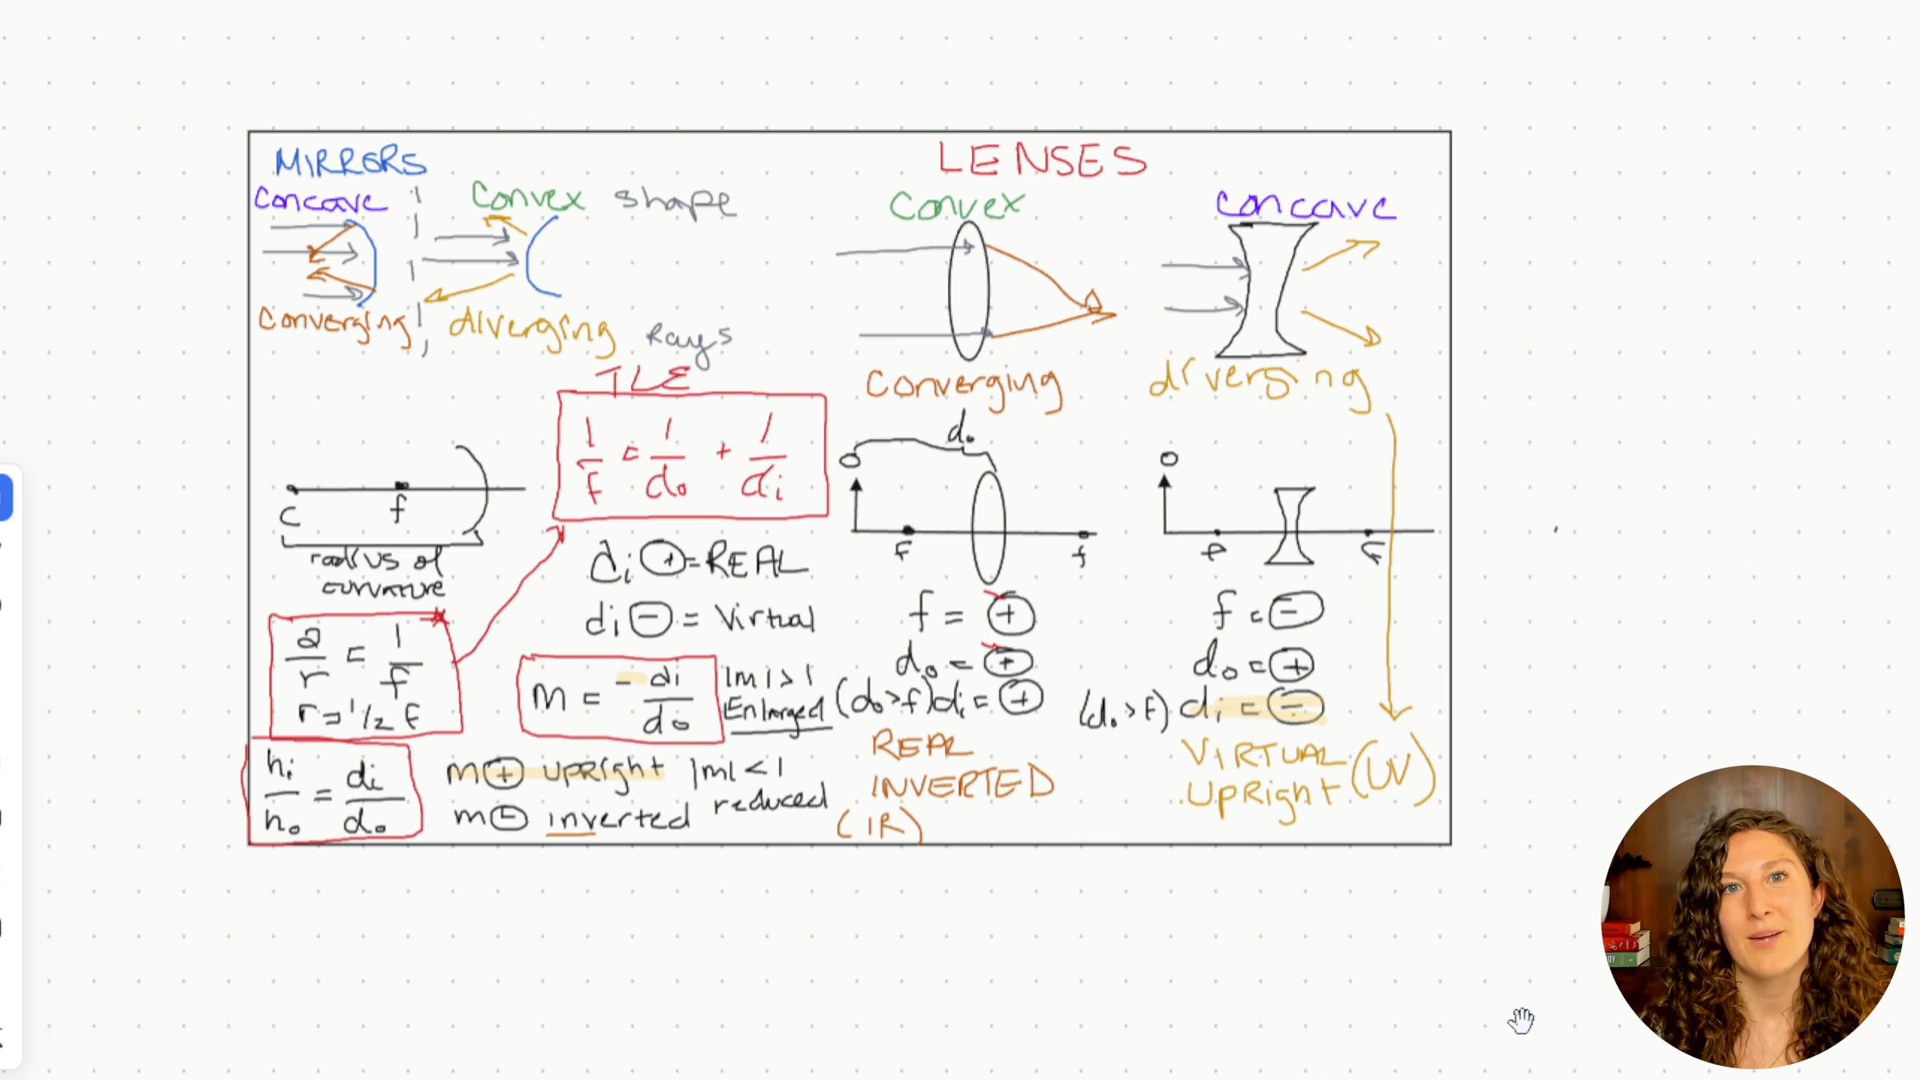 MIRRORS
Concave
Convex shape
Converging
diverging Rays
C f
radius of
curvature
TLE
1/f = 1/do + 1/di
di + = REAL
di - = Virtual
2/r = 1/f
r = 1/2 f
m = -di/do
|m| > 1
Enlarged
hi/ho = di/do
m + upright |m| < 1
m - inverted reduced
LENSES
Convex
Converging
do
O
F f
f = +
do = +
(do > f) di = +
REAL
INVERTED
(IR)
concave
diverging
O
F F
f = -
do = +
(do > F) di = -
VIRTUAL
UPRight (UV)